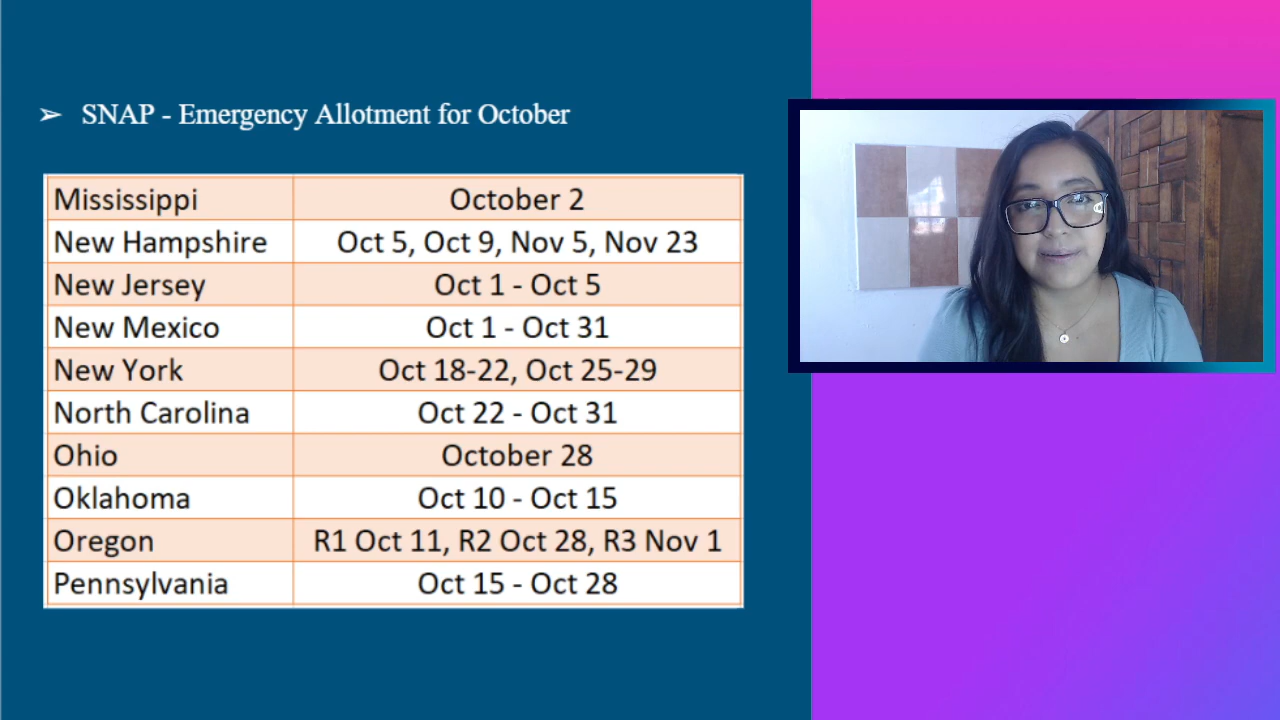 ➢ SNAP - Emergency Allotment for October
Mississippi October 2
New Hampshire Oct 5, Oct 9, Nov 5, Nov 23
New Jersey Oct 1 - Oct 5
New Mexico Oct 1 - Oct 31
New York Oct 18-22, Oct 25-29
North Carolina Oct 22 - Oct 31
Ohio October 28
Oklahoma Oct 10 - Oct 15
Oregon R1 Oct 11, R2 Oct 28, R3 Nov 1
Pennsylvania Oct 15 - Oct 28